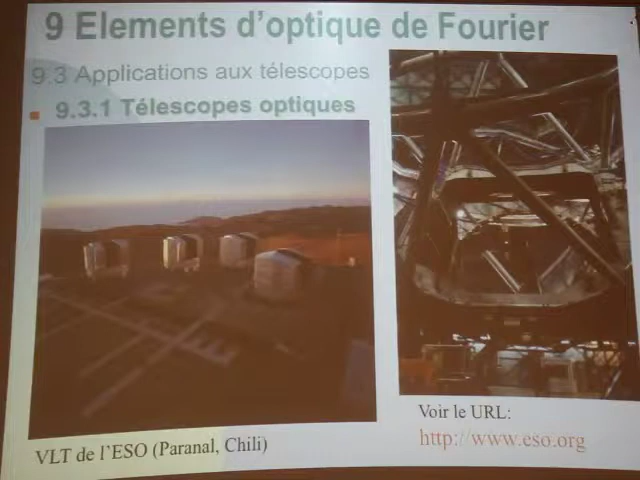 9 Elements d'optique de Fourier
9.3 Applications aux télescopes
9.3.1 Télescopes optiques
VLT de l'ESO (Paranal, Chili)
Voir le URL:
http://www.eso.org